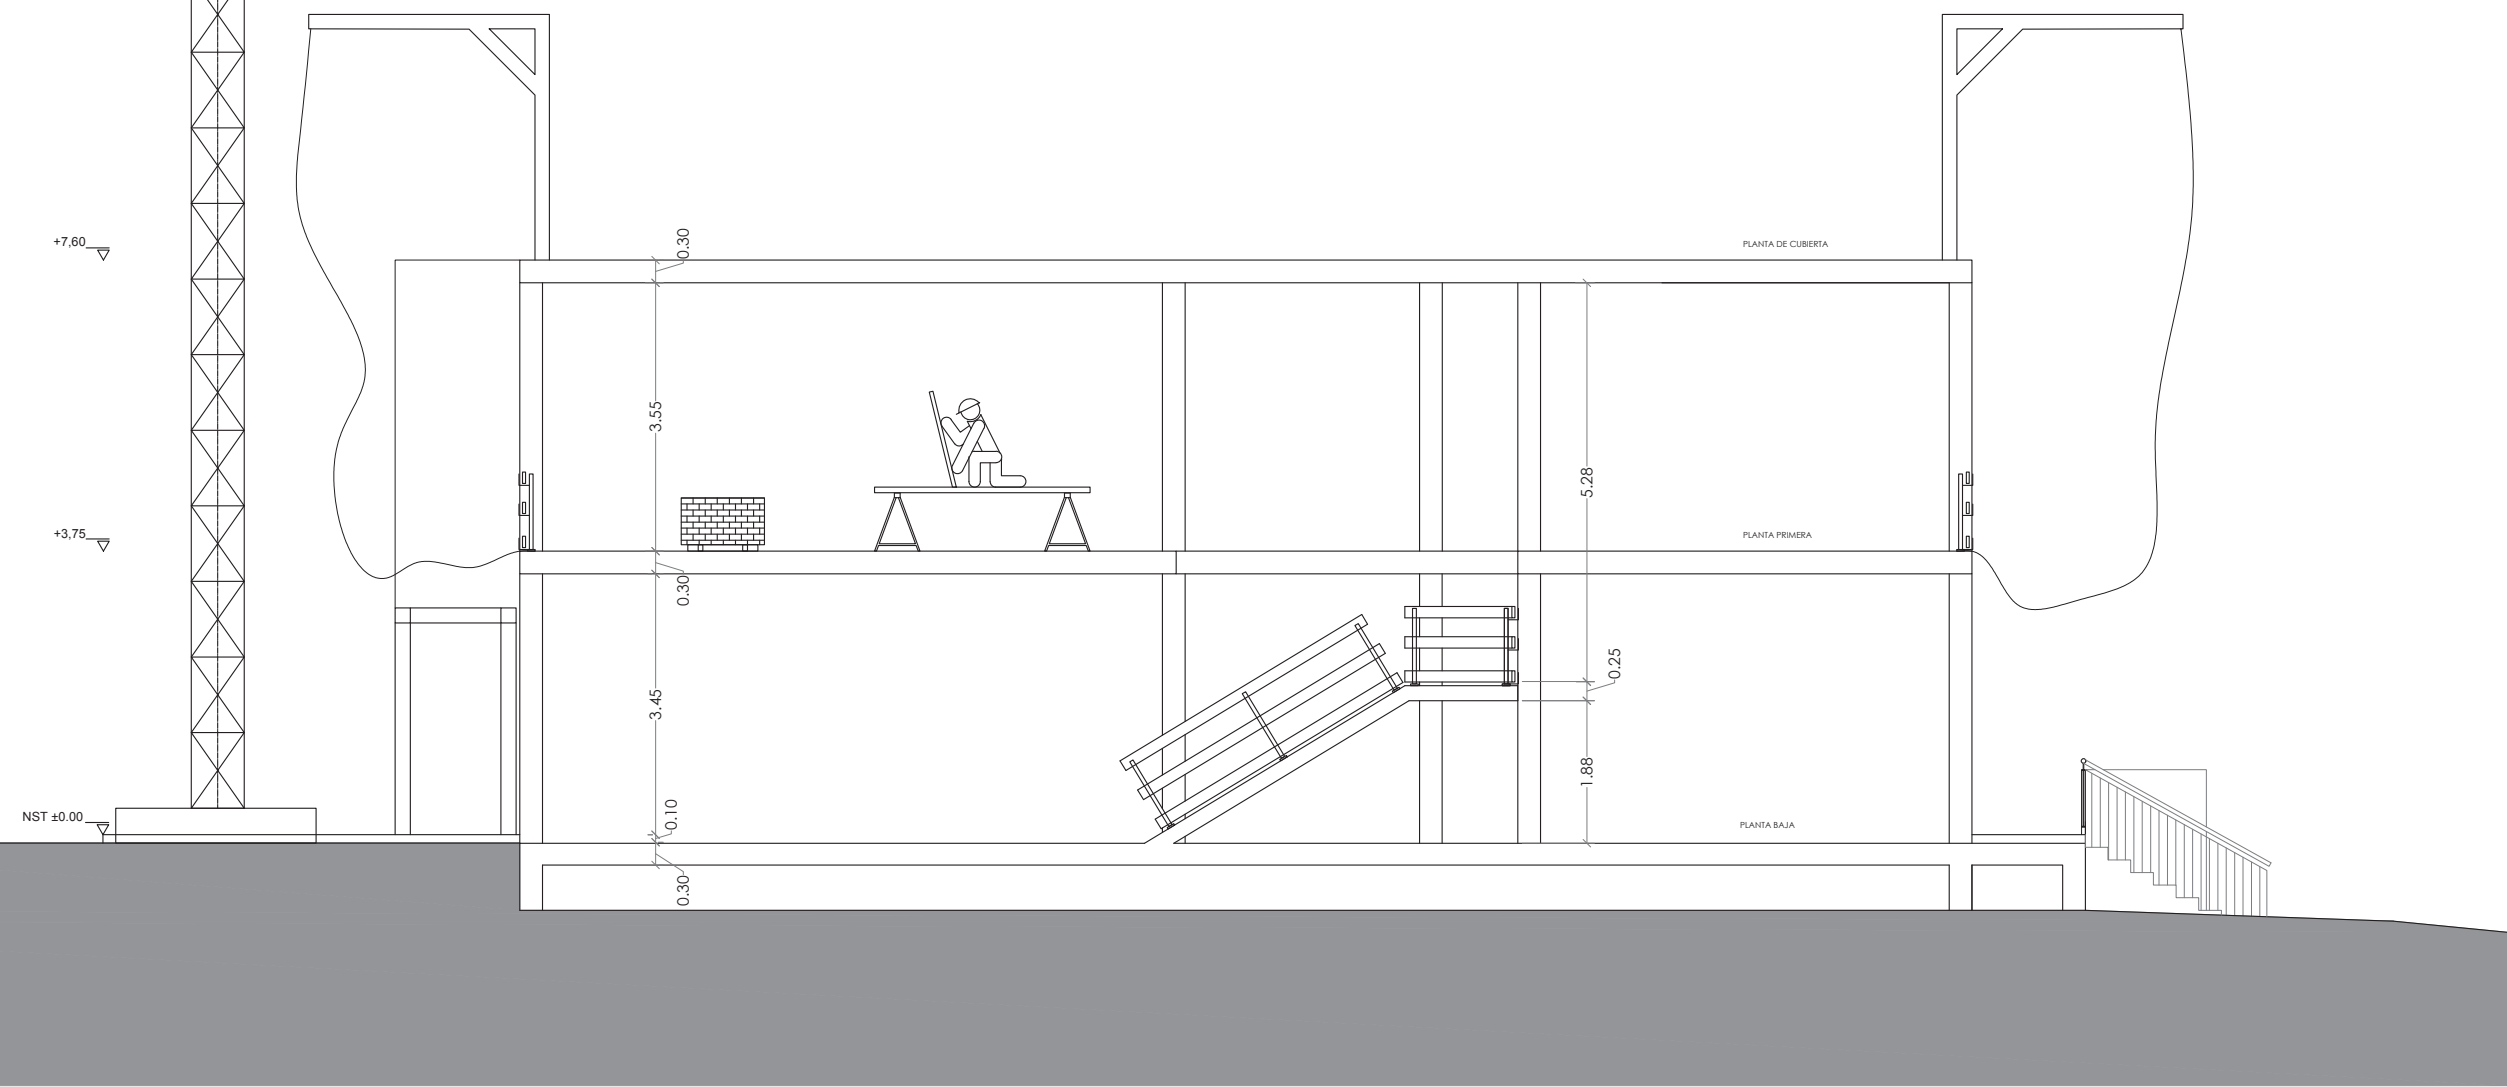 +7,60
0.30
PLANTA DE CUBIERTA
3.55
5.28
+3,75
PLANTA PRIMERA
0.30
0.25
3.45
1.88
0.10
NST ±0.00
PLANTA BAJA
0.30